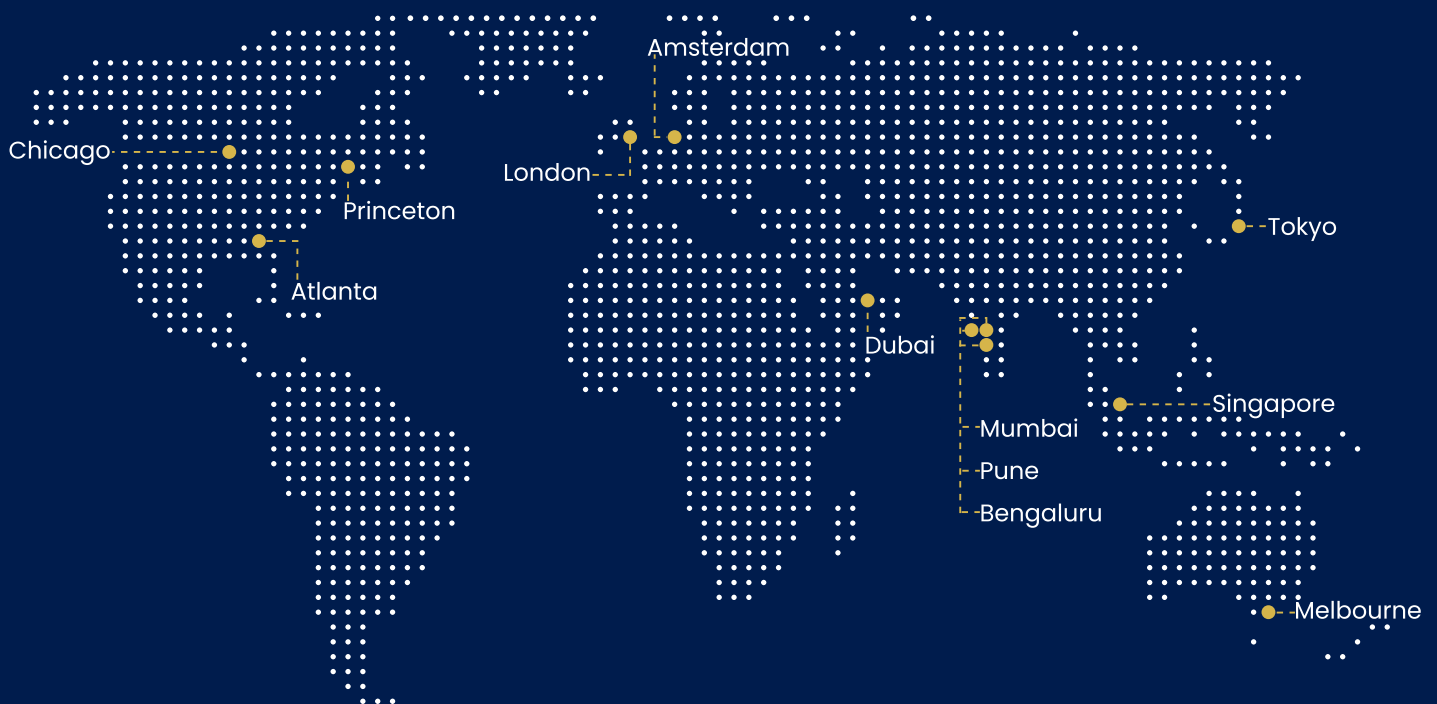 Amsterdam
Chicago
London
Princeton
Tokyo
Atlanta
Dubai
Singapore
Mumbai
Pune
Bengaluru
Melbourne